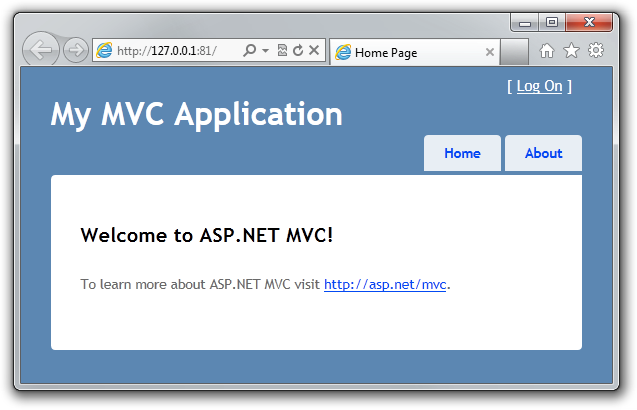 http://127.0.0.1:81/
Home Page
[ Log On ]
My MVC Application
Home About
Welcome to ASP.NET MVC!
To learn more about ASP.NET MVC visit http://asp.net/mvc.